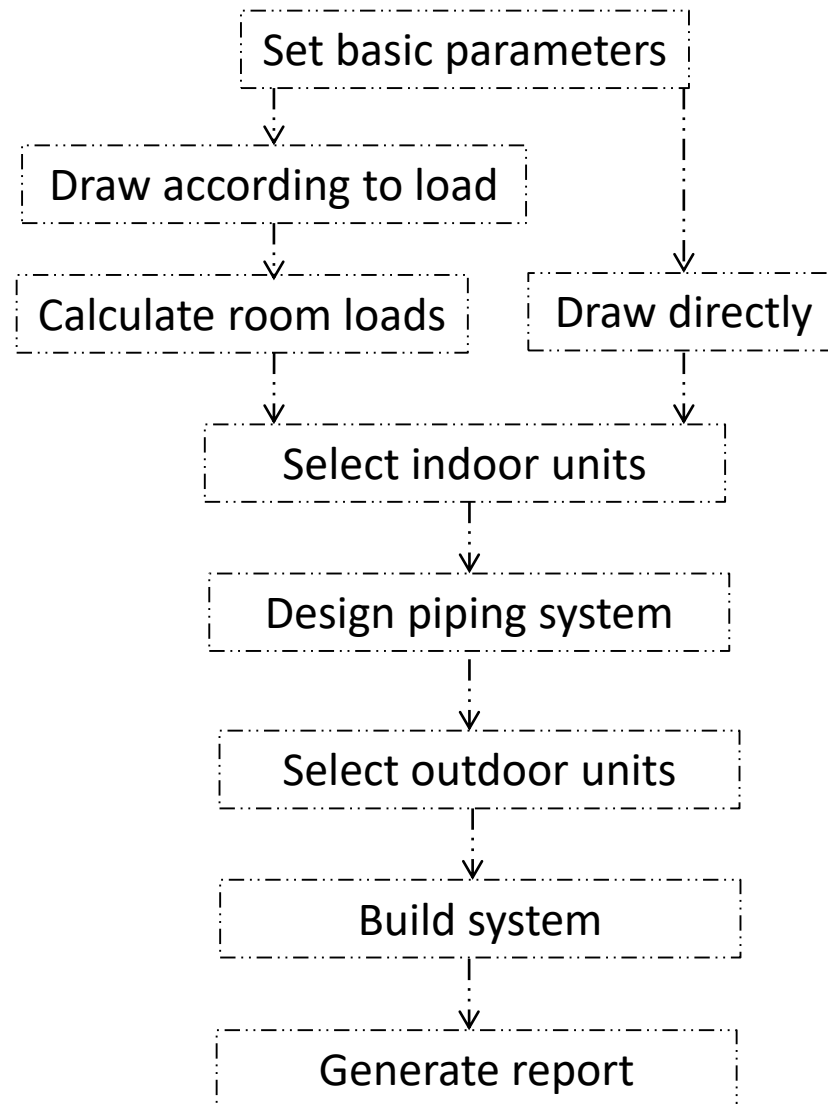 Set basic parameters
Draw according to load
Calculate room loads
Draw directly
Select indoor units
Design piping system
Select outdoor units
Build system
Generate report